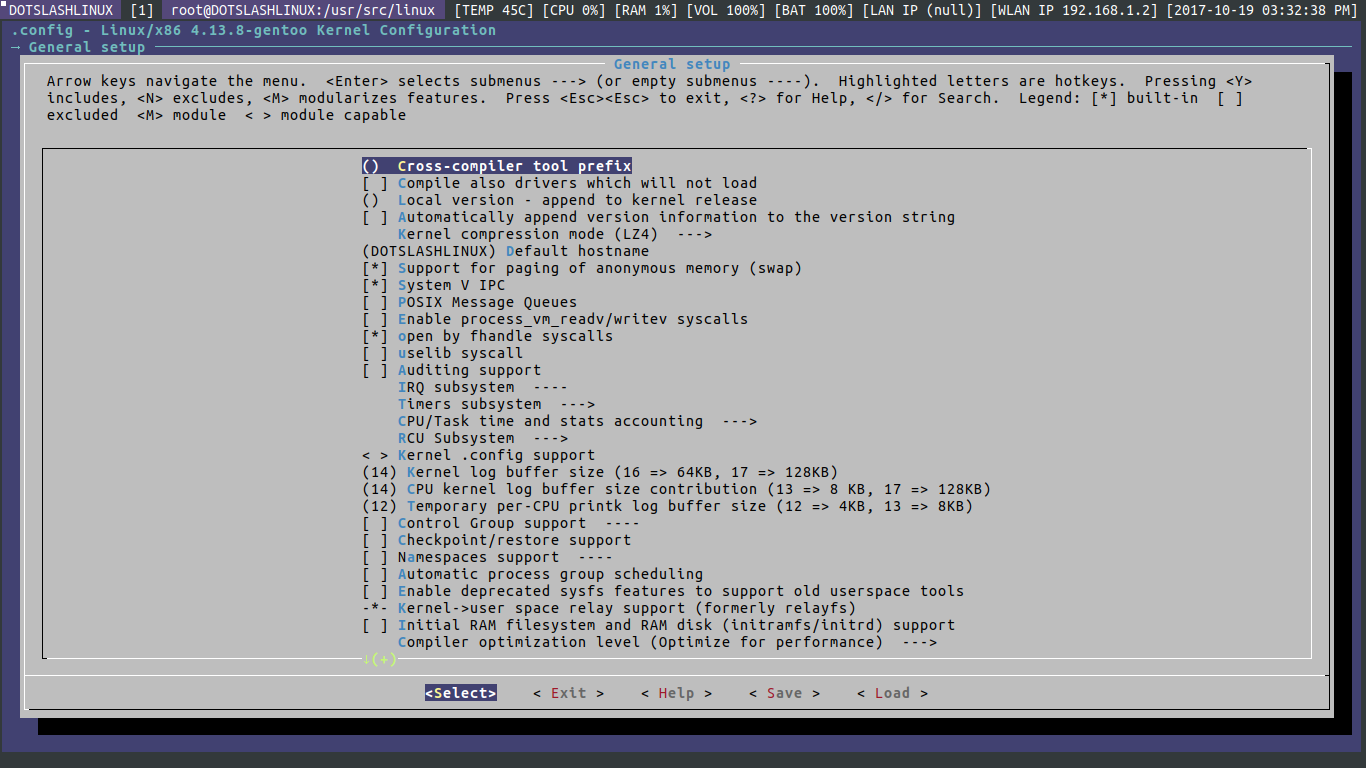 DOTSLASHLINUX [1] root@DOTSLASHLINUX:/usr/src/linux [TEMP 45C] [CPU 0%] [RAM 1%] [VOL 100%] [BAT 100%] [LAN IP (null)] [WLAN IP 192.168.1.2] [2017-10-19 03:32:38 PM]
.config - Linux/x86 4.13.8-gentoo Kernel Configuration
→ General setup
General setup
Arrow keys navigate the menu.  <Enter> selects submenus ---> (or empty submenus ----).  Highlighted letters are hotkeys.  Pressing <Y>
includes, <N> excludes, <M> modularizes features.  Press <Esc><Esc> to exit, <?> for Help, </> for Search.  Legend: [*] built-in  [ ]
excluded  <M> module  < > module capable
()  Cross-compiler tool prefix
[ ] Compile also drivers which will not load
()  Local version - append to kernel release
[ ] Automatically append version information to the version string
Kernel compression mode (LZ4)  --->
(DOTSLASHLINUX) Default hostname
[*] Support for paging of anonymous memory (swap)
[*] System V IPC
[ ] POSIX Message Queues
[ ] Enable process_vm_readv/writev syscalls
[*] open by fhandle syscalls
[ ] uselib syscall
[ ] Auditing support
IRQ subsystem  ----
Timers subsystem  --->
CPU/Task time and stats accounting  --->
RCU Subsystem  --->
< > Kernel .config support
(14) Kernel log buffer size (16 => 64KB, 17 => 128KB)
(14) CPU kernel log buffer size contribution (13 => 8 KB, 17 => 128KB)
(12) Temporary per-CPU printk log buffer size (12 => 4KB, 13 => 8KB)
[ ] Control Group support  ----
[ ] Checkpoint/restore support
[ ] Namespaces support  ----
[ ] Automatic process group scheduling
[ ] Enable deprecated sysfs features to support old userspace tools
-*- Kernel->user space relay support (formerly relayfs)
[ ] Initial RAM filesystem and RAM disk (initramfs/initrd) support
Compiler optimization level (Optimize for performance)  --->
↓(+)
<Select>    < Exit >    < Help >    < Save >    < Load >